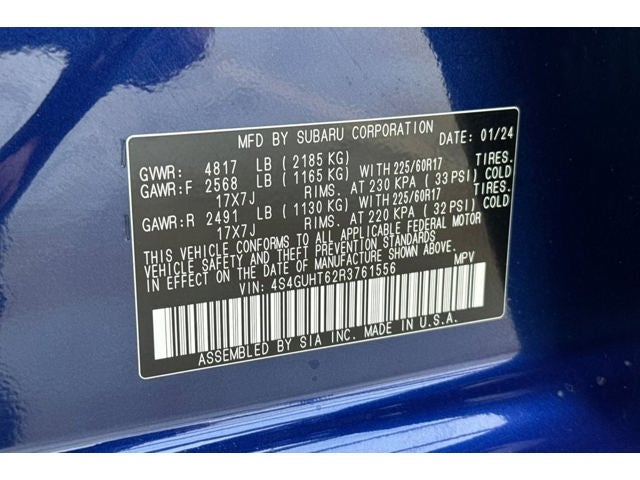 MFD BY SUBARU CORPORATION DATE: 01/24
GVWR: 4817 LB (2185 KG)
GAWR:F 2568 LB (1165 KG) WITH 225/60R17 TIRES.
17X7J RIMS. AT 230 KPA (33 PSI) COLD
GAWR:R 2491 LB (1130 KG) WITH 225/60R17 TIRES.
17X7J RIMS. AT 220 KPA (32 PSI) COLD
THIS VEHICLE CONFORMS TO ALL APPLICABLE FEDERAL MOTOR
VEHICLE SAFETY AND THEFT PREVENTION STANDARDS
IN EFFECT ON THE DATE OF MANUFACTURE SHOWN ABOVE.
VIN: 4S4GUHT62R3761556 MPV
ASSEMBLED BY SIA INC. MADE IN U.S.A.